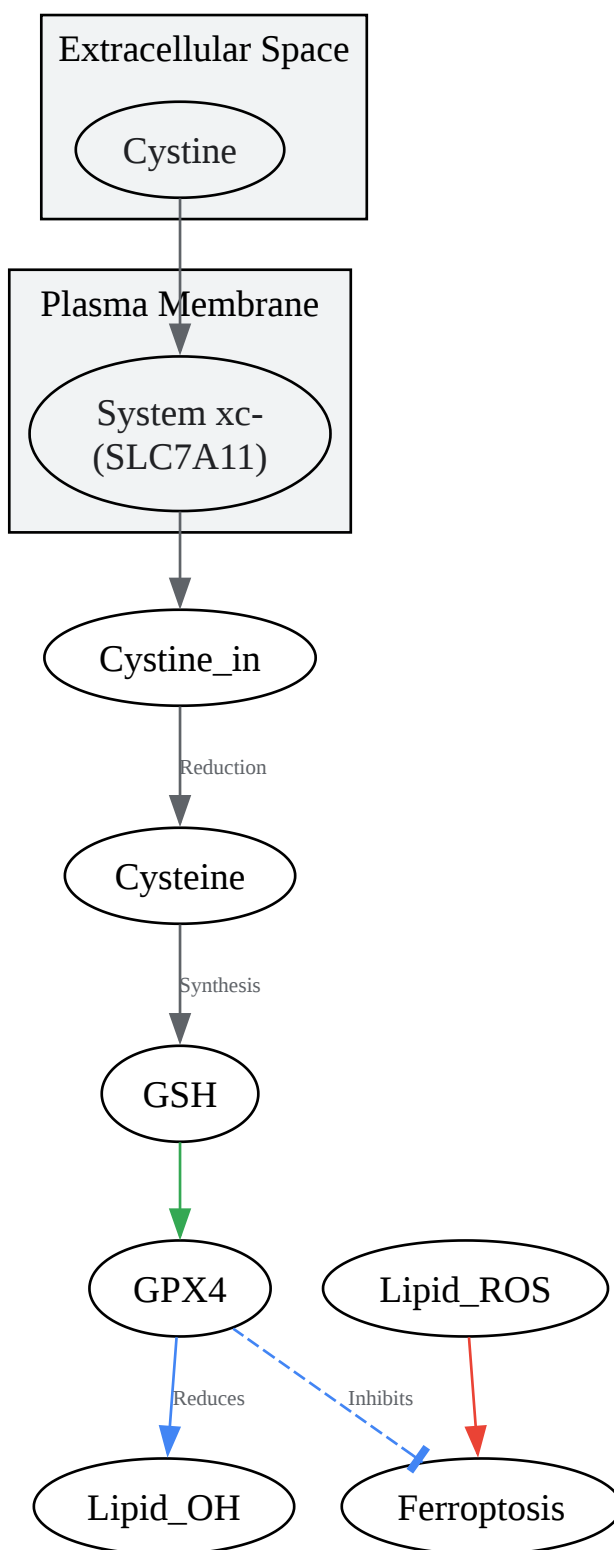 Extracellular Space
Cystine
Plasma Membrane
System xc-
(SLC7A11)
Cystine_in
Reduction
Cysteine
Synthesis
GSH
GPX4
Lipid_ROS
Reduces
Inhibits
Lipid_OH
Ferroptosis